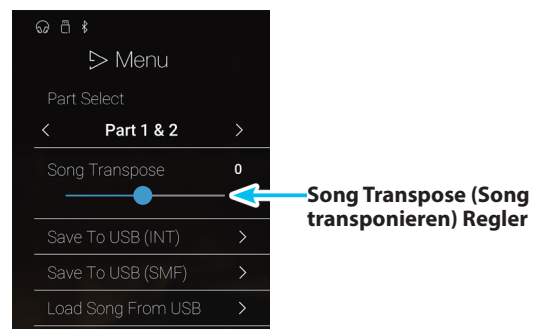 Menu
Part Select
Part 1 & 2
Song Transpose 0
Song Transpose (Song
transponieren) Regler
Save To USB (INT)
Save To USB (SMF)
Load Song From USB